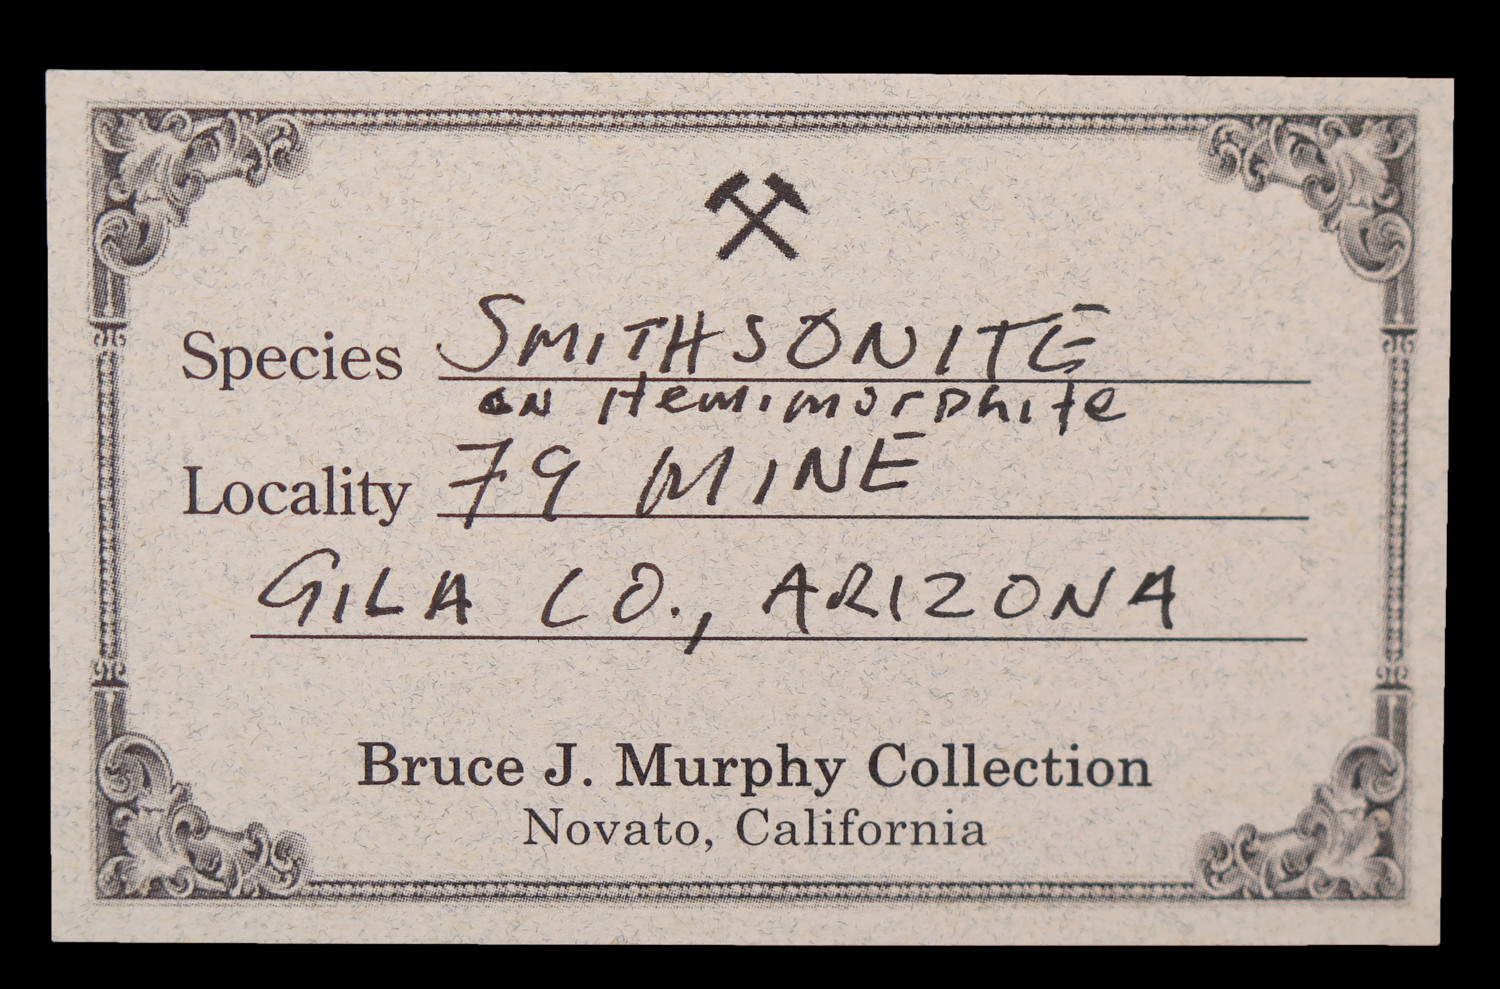 Species SMITHSONITE
on Hemimorphite
Locality 79 MINE
GILA CO., ARIZONA
Bruce J. Murphy Collection
Novato, California